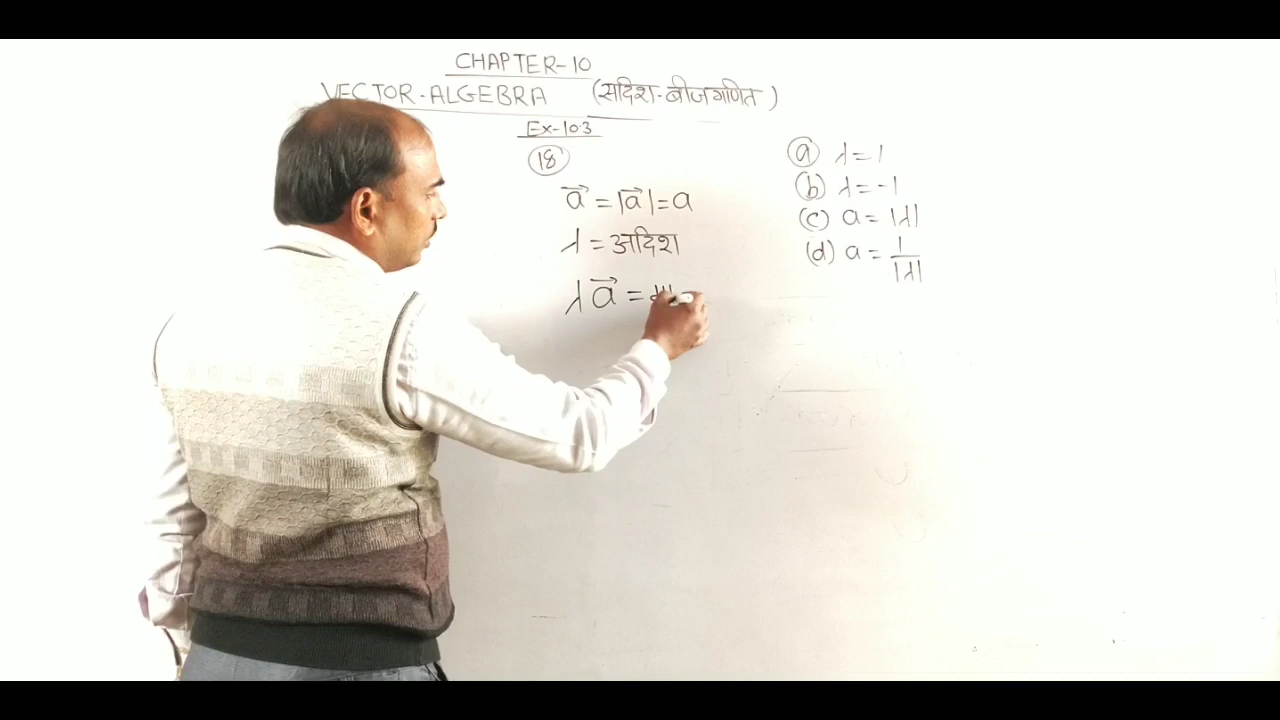 CHAPTER-10
VECTOR-ALGEBRA (सदिश-बीजगणित)
Ex-10.3
18
a⃗ = |a⃗| = a
λ = अदिश
λa⃗ =
(a) λ = 1
(b) λ = -1
(c) a = |λ|
(d) a = 1/|λ|